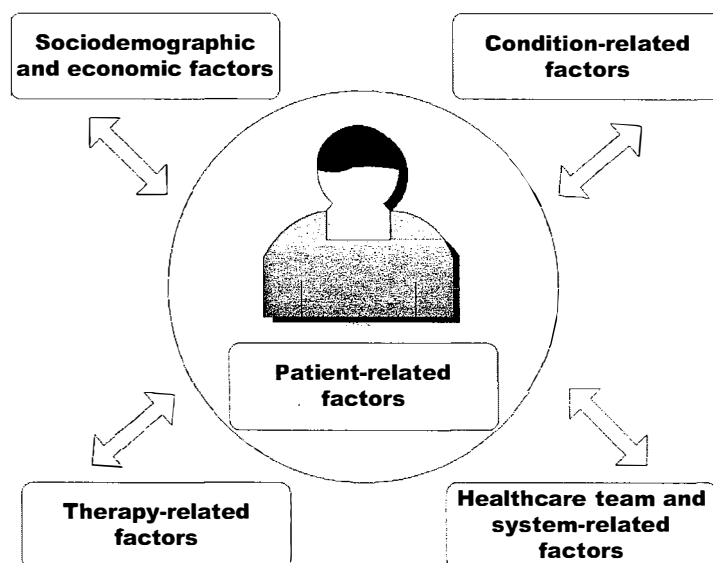 Sociodemographic
and economic factors
Condition-related
factors
Patient-related
factors
Therapy-related
factors
Healthcare team and
system-related
factors